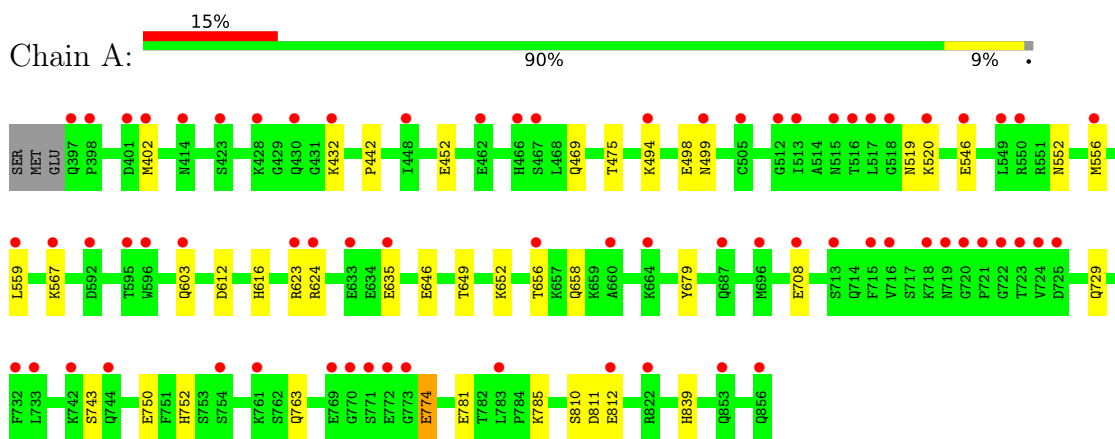 15%
Chain A:
90% 9% •
SER MET GLU Q397 P398 D401 M402 N414 S423 K428 G429 Q430 G431 K432 P442 I448 E452 E462 H466 S467 L468 Q469 T475 K494 E498 N499 C505 G512 I513 A514 N515 T516 L517 G518 N519 K520 E546 L549 R550 R551 N552 M556
L559 K567 D592 T595 W596 Q603 D612 H616 R623 R624 E633 E634 E635 E646 T649 K652 T656 K657 Q658 K659 A660 K664 Y679 Q687 M696 E708 S713 Q714 F715 V716 S717 K718 N719 G720 P721 G722 T723 V724 D725 Q729
F732 L733 K742 S743 Q744 E750 F751 H752 S753 S754 K761 S762 Q763 E769 G770 S771 E772 G773 E774 E781 T782 L783 P784 K785 S810 D811 E812 R822 H839 Q853 Q856